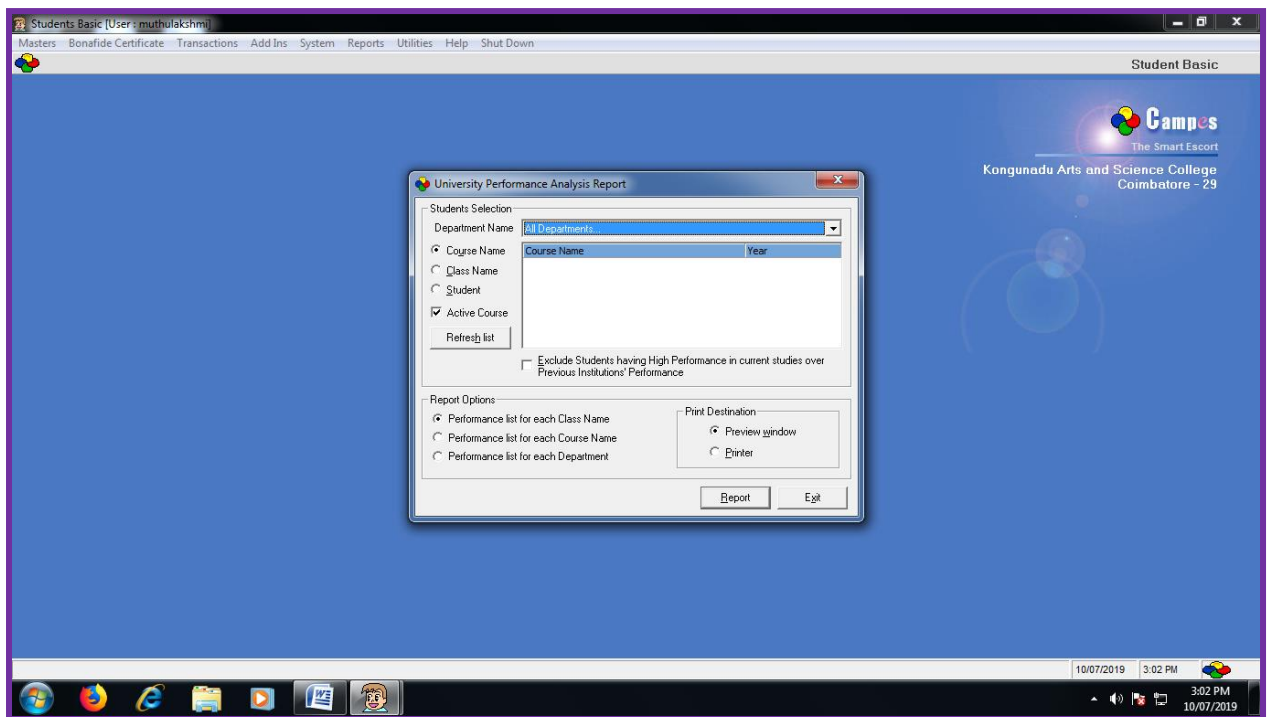 Students Basic [User : muthulakshmi]
Masters Bonafide Certificate Transactions Add Ins System Reports Utilities Help Shut Down
Student Basic
Campes
The Smart Escort
Kongunadu Arts and Science College
Coimbatore - 29
University Performance Analysis Report
Students Selection
Department Name All Departments...
Course Name
Class Name
Student
Active Course
Refresh list
Course Name Year
Exclude Students having High Performance in current studies over
Previous Institutions' Performance
Report Options
Performance list for each Class Name
Performance list for each Course Name
Performance list for each Department
Print Destination
Preview window
Printer
Report Exit
10/07/2019 3:02 PM
3:02 PM
10/07/2019